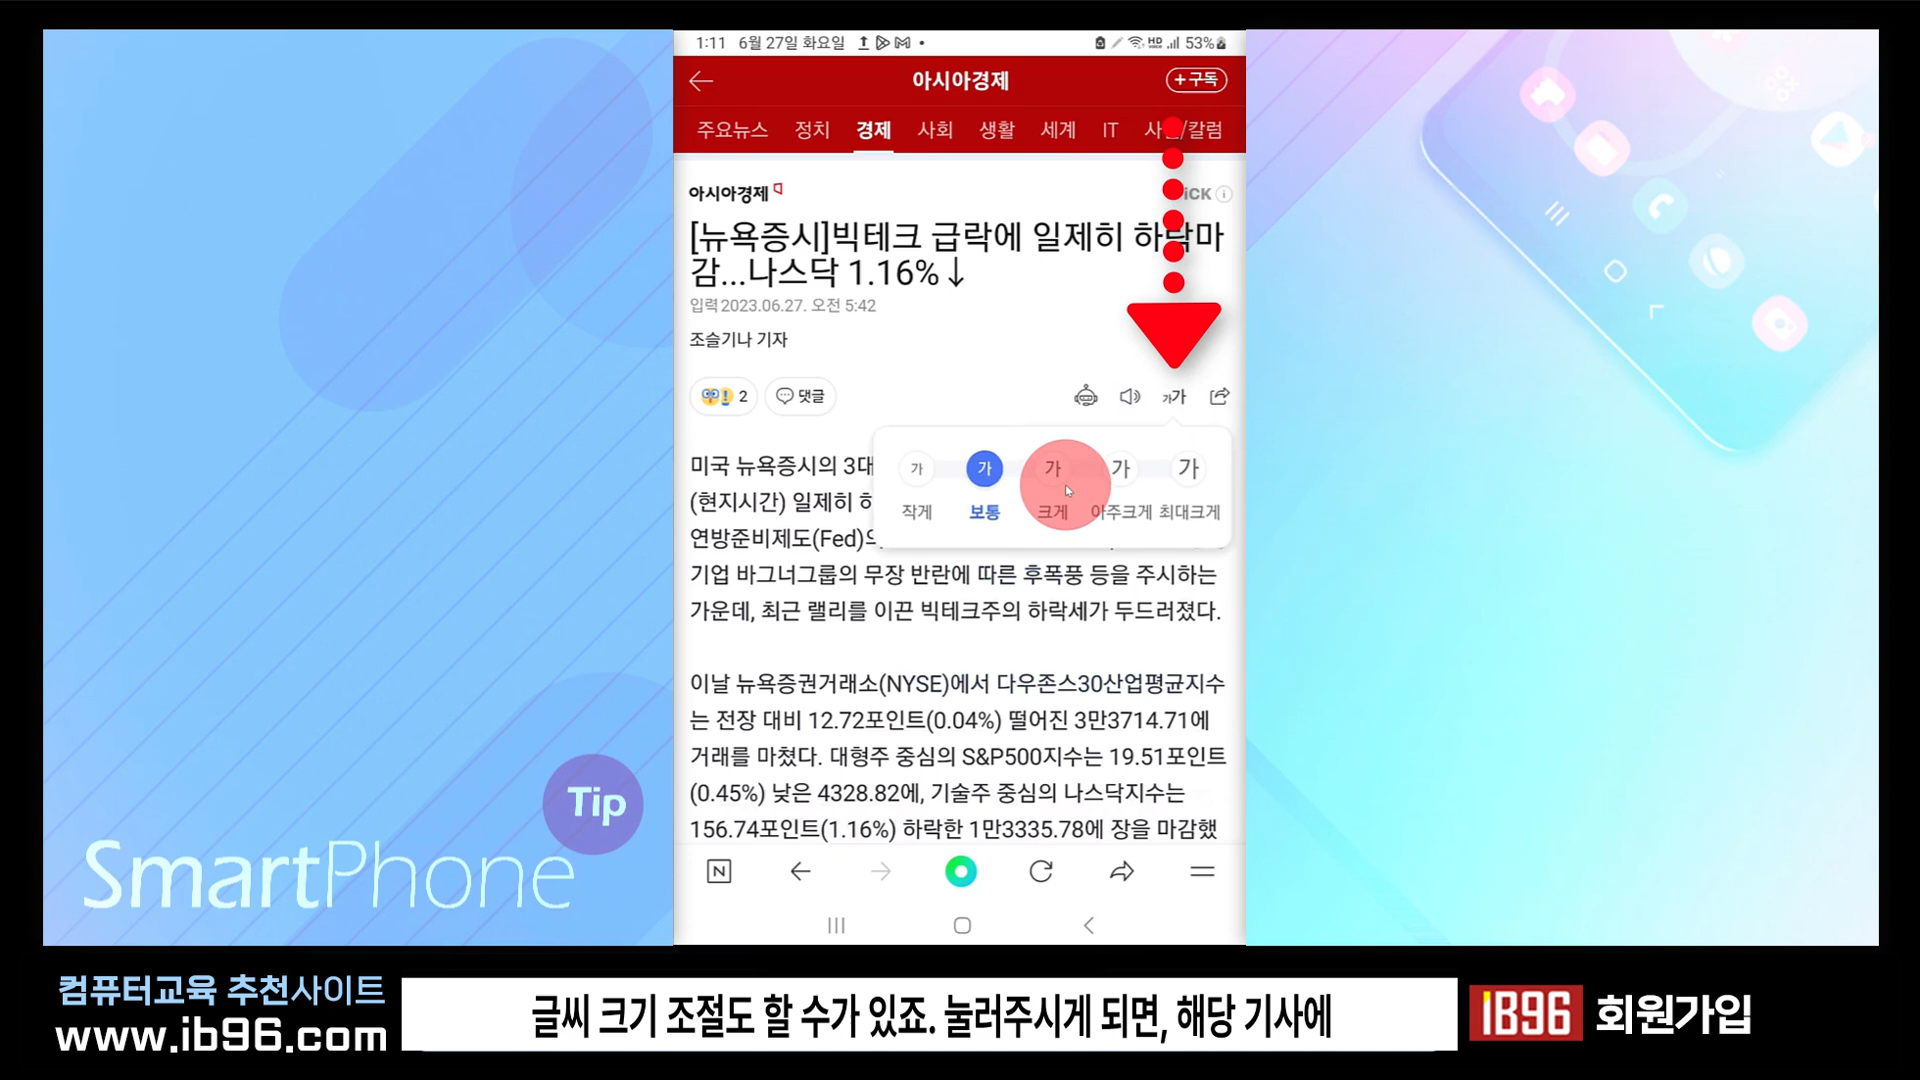 1:11 6월 27일 화요일
53%
아시아경제
+구독
주요뉴스 정치 경제 사회 생활 세계 IT
아시아경제
[뉴욕증시]빅테크 급락에 일제히 하락마
감...나스닥 1.16%↓
입력 2023.06.27. 오전 5:42
조슬기나 기자
2 댓글
가가
가 가 가 가 가
작게 보통 크게 아주크게 최대크게
미국 뉴욕증시의 3대
(현지시간) 일제히
연방준비제도(Fed)의
기업 바그너그룹의 무장 반란에 따른 후폭풍 등을 주시하는
가운데, 최근 랠리를 이끈 빅테크주의 하락세가 두드러졌다.
이날 뉴욕증권거래소(NYSE)에서 다우존스30산업평균지수
는 전장 대비 12.72포인트(0.04%) 떨어진 3만3714.71에
거래를 마쳤다. 대형주 중심의 S&P500지수는 19.51포인트
(0.45%) 낮은 4328.82에, 기술주 중심의 나스닥지수는
156.74포인트(1.16%) 하락한 1만3335.78에 장을 마감했
N
Tip
SmartPhone
컴퓨터교육 추천사이트
www.ib96.com
글씨 크기 조절도 할 수가 있죠. 눌러주시게 되면, 해당 기사에
IB96 회원가입